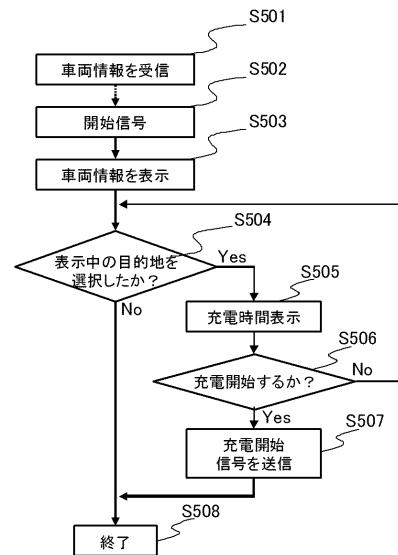 S501
車両情報を受信
S502
開始信号
S503
車両情報を表示
S504
表示中の目的地を
選択したか？
Yes
No
S505
充電時間表示
S506
充電開始するか？
No
Yes
S507
充電開始
信号を送信
S508
終了